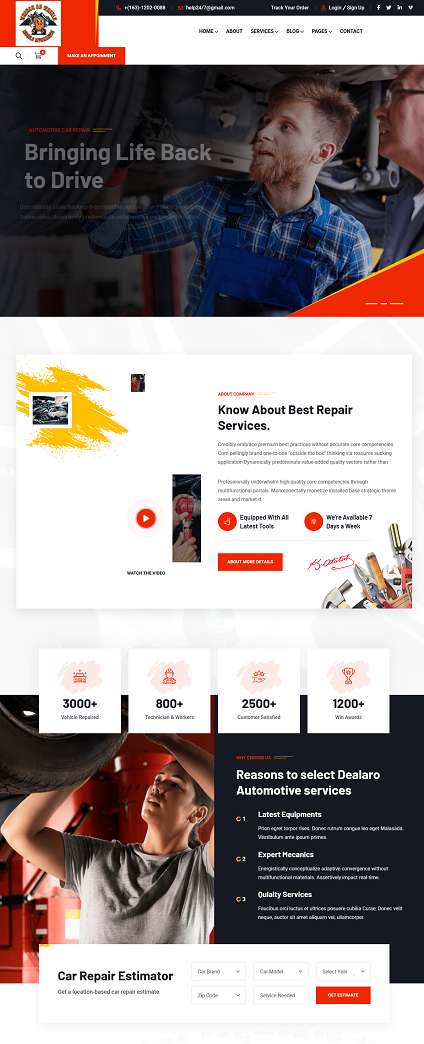 +(163)-1202-0088 help24/7@gmail.com Track Your Order Login / Sign Up
HOME ABOUT SERVICES BLOG PAGES CONTACT
MAKE AN APPOINMENT
AUTOMOTIVE CAR REPAIR
Bringing Life Back
to Drive
ABOUT COMPANY
Know About Best Repair
Services.
Credibly embrace premium best practices without accurate core competencies.
Com pellingly brand one-to-one "outside the box" thinking via resource sucking
application Dynamically predominate value-added quality vectors rather than
Professionally underwhelm high-quality core competencies through
multifunctional portals. Monotonectally monetize installed base strategic theme
areas and market-d.
Equipped With All
Latest Tools
We're Available 7
Days a Week
ABOUT MORE DETAILS
WATCH THE VIDEO
3000+
Vehicle Repaired
800+
Technician & Workers
2500+
Customer Satisfied
1200+
Win Awards
WHY CHOOSE US
Reasons to select Dealaro
Automotive services
1 Latest Equipments
Prion eget torpor rises. Donec rutrum congue leo eget Malasada.
Vestibulum ante ipsum primes.
2 Expert Mecanics
Energistically conceptualize adaptive convergence without
multifunctional materials. Assertively impact real-time.
3 Qulaity Services
Faucibus orci luctus et ultrices posuere cubilia Curae; Donec velit
neque, auctor sit amet aliquam vel, ullamcorper.
Car Repair Estimator
Get a location-based car repair estimate
Car Brand Car Model Select Year
Zip Code Service Needed GET ESTIMATE